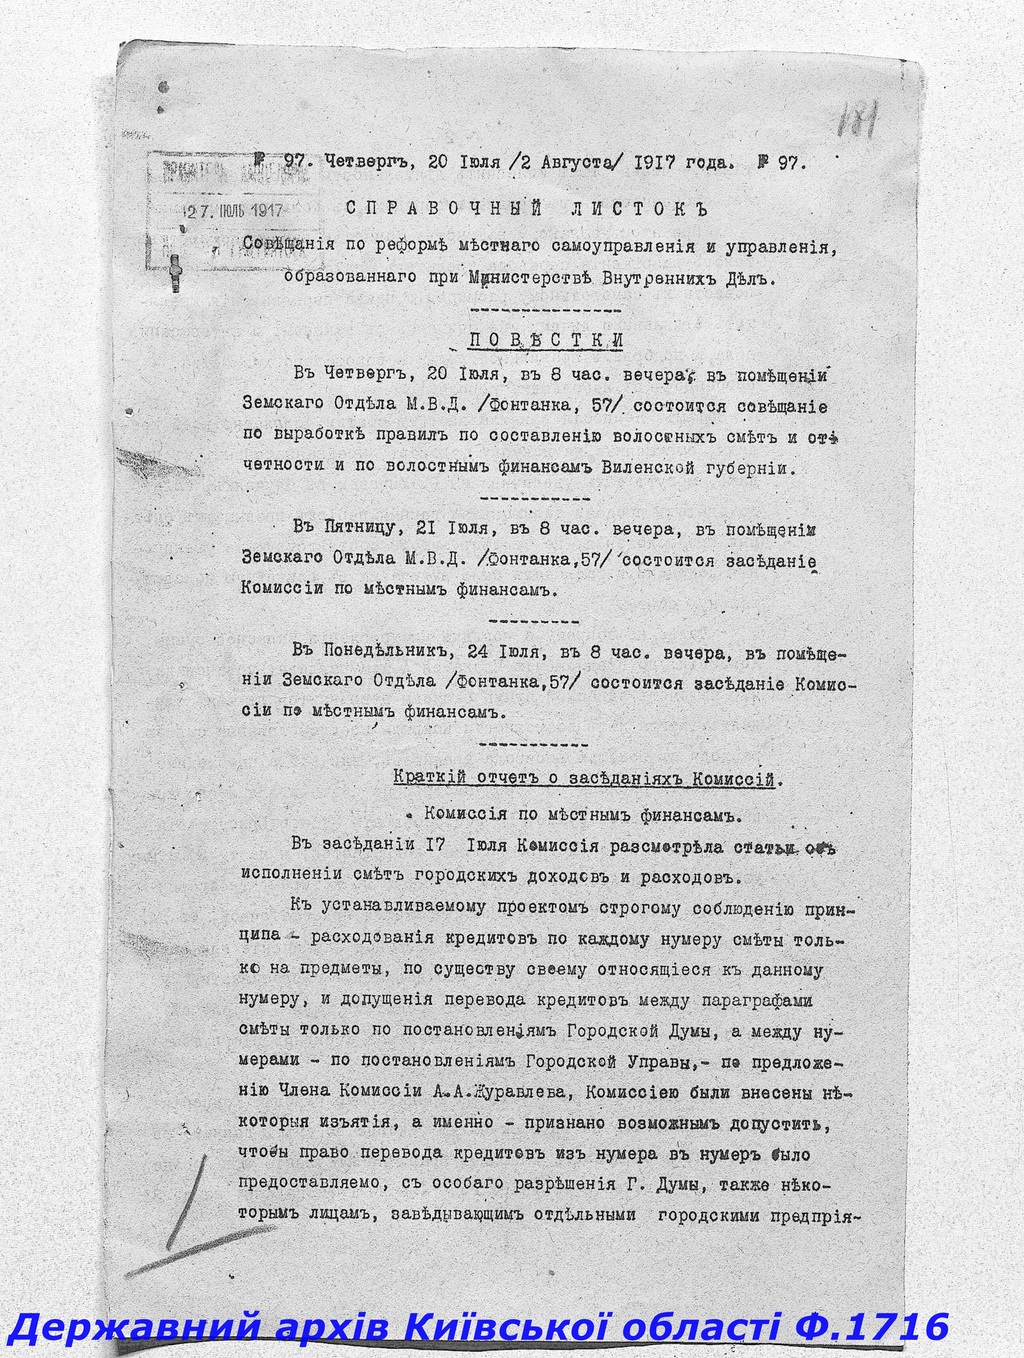 181
№ 97. Четвергъ, 20 Іюля /2 Августа/ 1917 года. № 97.
27. ІЮЛЬ 1917
СПРАВОЧНЫЙ ЛИСТОКЪ
Совѣщанія по реформѣ мѣстнаго самоуправленія и управленія,
образованнаго при Министерствѣ Внутреннихъ Дѣлъ.
ПОВѢСТКИ
Въ Четвергъ, 20 Іюля, въ 8 час. вечера, въ помѣщеніи
Земскаго Отдѣла М.В.Д. /Фонтанка, 57/ состоится совѣщаніе
по выработкѣ правилъ по составленію волостныхъ смѣтъ и от-
четности и по волостнымъ финансамъ Виленской губерніи.
Въ Пятницу, 21 Іюля, въ 8 час. вечера, въ помѣщеніи
Земскаго Отдѣла М.В.Д. /Фонтанка,57/ состоится засѣданіе
Комиссіи по мѣстнымъ финансамъ.
Въ Понедѣльникъ, 24 Іюля, въ 8 час. вечера, въ помѣще-
ніи Земскаго Отдѣла /Фонтанка,57/ состоится засѣданіе Комис-
сіи по мѣстнымъ финансамъ.
Краткій отчетъ о засѣданіяхъ Комиссій.
Комиссія по мѣстнымъ финансамъ.
Въ засѣданіи 17 Іюля Комиссія разсмотрѣла статьи объ
исполненіи смѣтъ городскихъ доходовъ и расходовъ.
Къ устанавливаемому проектомъ строгому соблюденію прин-
ципа - расходованія кредитовъ по каждому нумеру смѣты толь-
ко на предметы, по существу своему относящіеся къ данному
нумеру, и допущенія перевода кредитовъ между параграфами
смѣты только по постановленіямъ Городской Думы, а между ну-
мерами - по постановленіямъ Городской Управы,- по предложе-
нію Члена Комиссіи А.А.Журавлева, Комиссіею были внесены нѣ-
которыя изъятія, а именно - признано возможнымъ допустить,
чтобы право перевода кредитовъ изъ нумера въ нумеръ было
предоставляемо, съ особаго разрѣшенія Г. Думы, также нѣко-
торымъ лицамъ, завѣдывающимъ отдѣльными городскими предпрія-
Державний архів Київської області Ф.1716